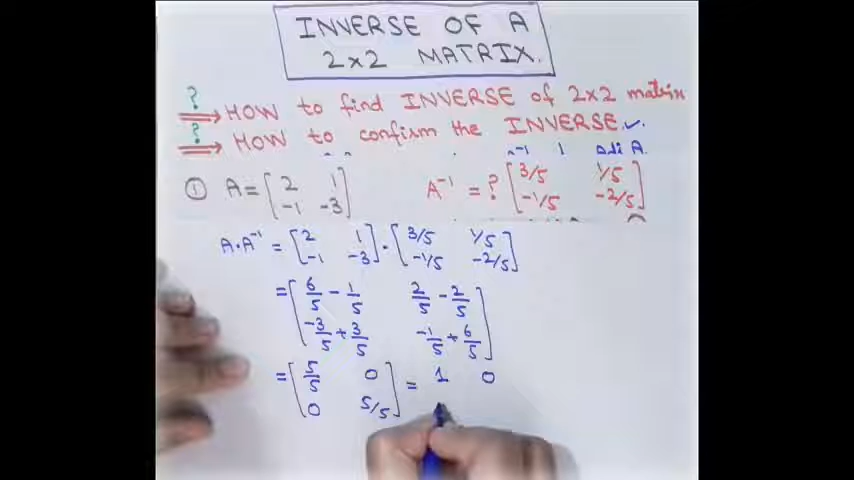 INVERSE OF A
2×2 MATRIX.
? ⇒ HOW to find INVERSE of 2×2 matrix
? ⇒ HOW to confirm the INVERSE. ✓
① A = [2 1; -1 -3] A⁻¹ = ? [3/5 1/5; -1/5 -2/5]
A·A⁻¹ = [2 1; -1 -3] · [3/5 1/5; -1/5 -2/5]
= [6/5 - 1/5 2/5 - 2/5; -3/5 + 3/5 -1/5 + 6/5]
= [5/5 0; 0 5/5] = 1 0